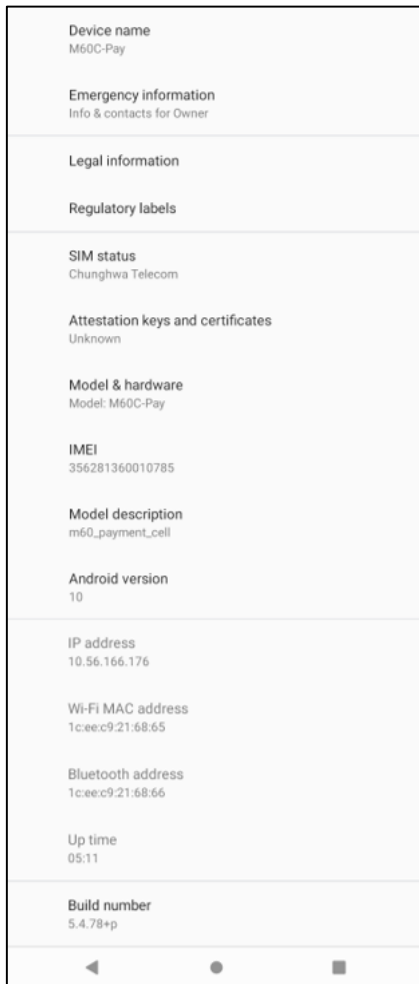 Device name
M60C-Pay
Emergency information
Info & contacts for Owner
Legal information
Regulatory labels
SIM status
Chunghwa Telecom
Attestation keys and certificates
Unknown
Model & hardware
Model: M60C-Pay
IMEI
356281360010785
Model description
m60_payment_cell
Android version
10
IP address
10.56.166.176
Wi-Fi MAC address
1c:ee:c9:21:68:65
Bluetooth address
1c:ee:c9:21:68:66
Up time
05:11
Build number
5.4.78+p